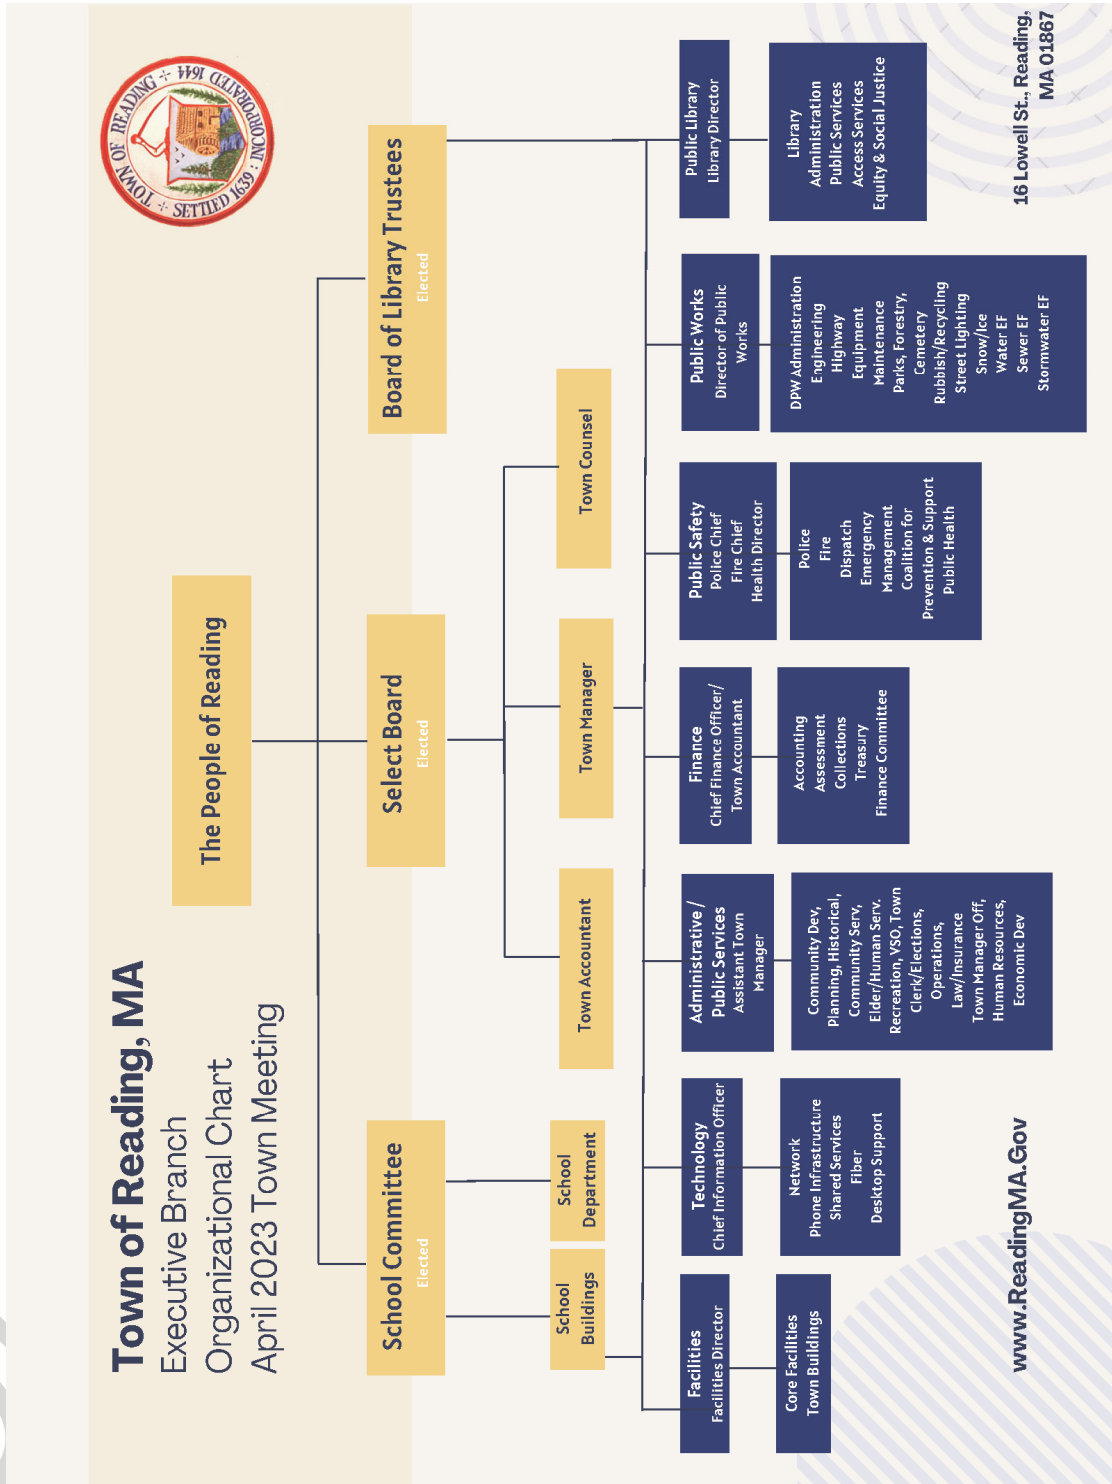 Town of Reading, MA
Executive Branch
Organizational Chart
April 2023 Town Meeting
TOWN OF READING + 1644 INCORPORATED : SETTLED 1639 +
The People of Reading
School Committee
Elected
Select Board
Elected
Board of Library Trustees
Elected
School
Buildings
School
Department
Town Accountant
Town Manager
Town Counsel
Facilities
Facilities Director
Technology
Chief Information Officer
Administrative /
Public Services
Assistant Town
Manager
Finance
Chief Finance Officer/
Town Accountant
Public Safety
Police Chief
Fire Chief
Health Director
Public Works
Director of Public
Works
Public Library
Library Director
Core Facilities
Town Buildings
Network
Phone Infrastructure
Shared Services
Fiber
Desktop Support
Community Dev,
Planning, Historical,
Community Serv,
Elder/Human Serv.
Recreation, VSO, Town
Clerk/Elections,
Operations,
Law/Insurance
Town Manager Off,
Human Resources,
Economic Dev
Accounting
Assessment
Collections
Treasury
Finance Committee
Police
Fire
Dispatch
Emergency
Management
Coalition for
Prevention & Support
Public Health
DPW Administration
Engineering
Highway
Equipment
Maintenance
Parks, Forestry,
Cemetery
Rubbish/Recycling
Street Lighting
Snow/Ice
Water EF
Sewer EF
Stormwater EF
Library
Administration
Public Services
Access Services
Equity & Social Justice
www.ReadingMA.Gov
16 Lowell St., Reading,
MA 01867